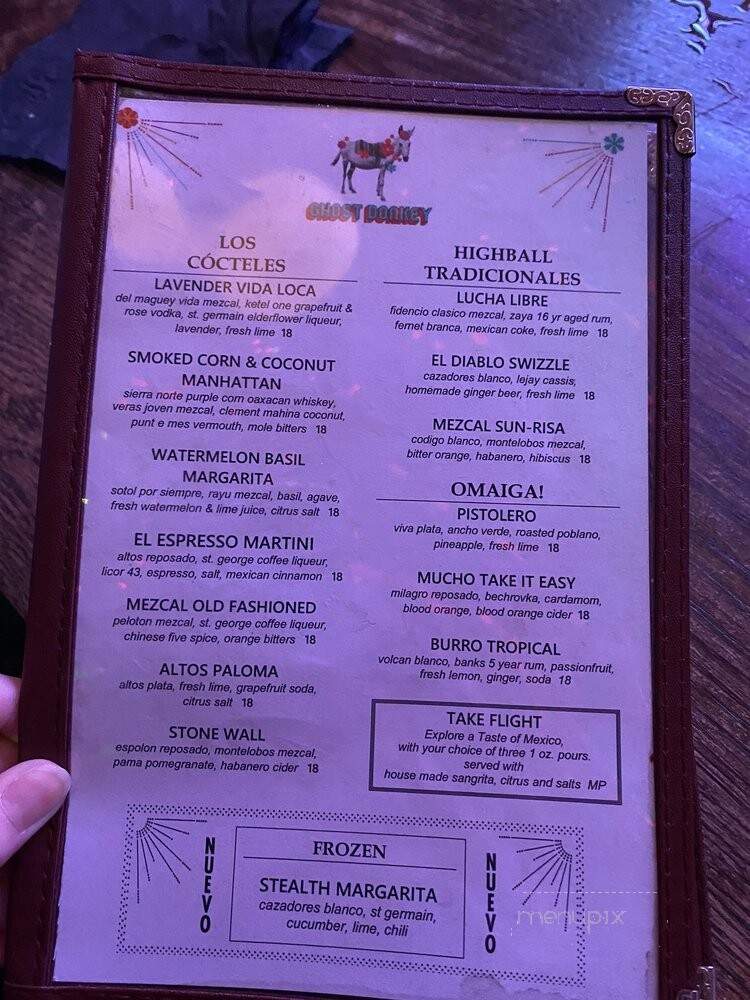 GHOST DONKEY
LOS
CÓCTELES
LAVENDER VIDA LOCA
del maguey vida mezcal, ketel one grapefruit &
rose vodka, st. germain elderflower liqueur,
lavender, fresh lime 18
SMOKED CORN & COCONUT
MANHATTAN
sierra norte purple corn oaxacan whiskey,
veras joven mezcal, clement mahina coconut,
punt e mes vermouth, mole bitters 18
WATERMELON BASIL
MARGARITA
sotol por siempre, rayu mezcal, basil, agave,
fresh watermelon & lime juice, citrus salt 18
EL ESPRESSO MARTINI
altos reposado, st. george coffee liqueur,
licor 43, espresso, salt, mexican cinnamon 18
MEZCAL OLD FASHIONED
peloton mezcal, st. george coffee liqueur,
chinese five spice, orange bitters 18
ALTOS PALOMA
altos plata, fresh lime, grapefruit soda,
citrus salt 18
STONE WALL
espolon reposado, montelobos mezcal,
pama pomegranate, habanero cider 18
HIGHBALL
TRADICIONALES
LUCHA LIBRE
fidencio clasico mezcal, zaya 16 yr aged rum,
fernet branca, mexican coke, fresh lime 18
EL DIABLO SWIZZLE
cazadores blanco, lejay cassis,
homemade ginger beer, fresh lime 18
MEZCAL SUN-RISA
codigo blanco, montelobos mezcal,
bitter orange, habanero, hibiscus 18
OMAIGA!
PISTOLERO
viva plata, ancho verde, roasted poblano,
pineapple, fresh lime 18
MUCHO TAKE IT EASY
milagro reposado, bechrovka, cardamom,
blood orange, blood orange cider 18
BURRO TROPICAL
volcan blanco, banks 5 year rum, passionfruit,
fresh lemon, ginger, soda 18
TAKE FLIGHT
Explore a Taste of Mexico,
with your choice of three 1 oz. pours.
served with
house made sangrita, citrus and salts MP
NUEVO
FROZEN
STEALTH MARGARITA
cazadores blanco, st germain,
cucumber, lime, chili
NUEVO
menupix